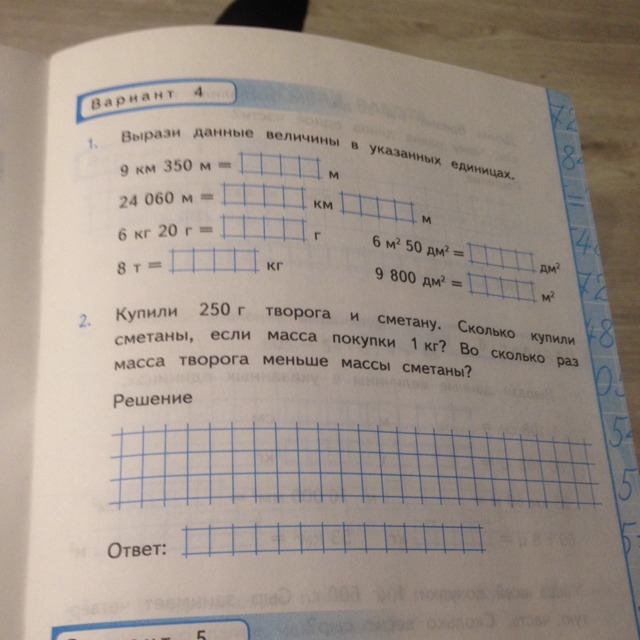 Вариант 4
1. Вырази данные величины в указанных единицах.
9 км 350 м = м
24 060 м = км м
6 кг 20 г = г
6 м² 50 дм² = дм²
8 т = кг
9 800 дм² = м²
2. Купили 250 г творога и сметану. Сколько купили
сметаны, если масса покупки 1 кг? Во сколько раз
масса творога меньше массы сметаны?
Решение
Ответ:
Вариант 5